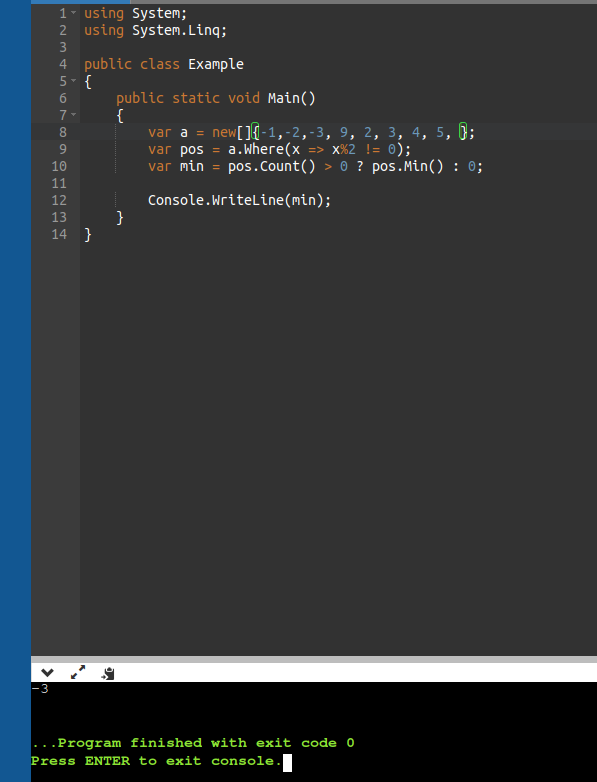 1 using System;
2 using System.Linq;
3
4 public class Example
5 {
6     public static void Main()
7     {
8         var a = new[]{-1,-2,-3, 9, 2, 3, 4, 5, };
9         var pos = a.Where(x => x%2 != 0);
10         var min = pos.Count() > 0 ? pos.Min() : 0;
11
12         Console.WriteLine(min);
13     }
14 }
-3
...Program finished with exit code 0
Press ENTER to exit console.